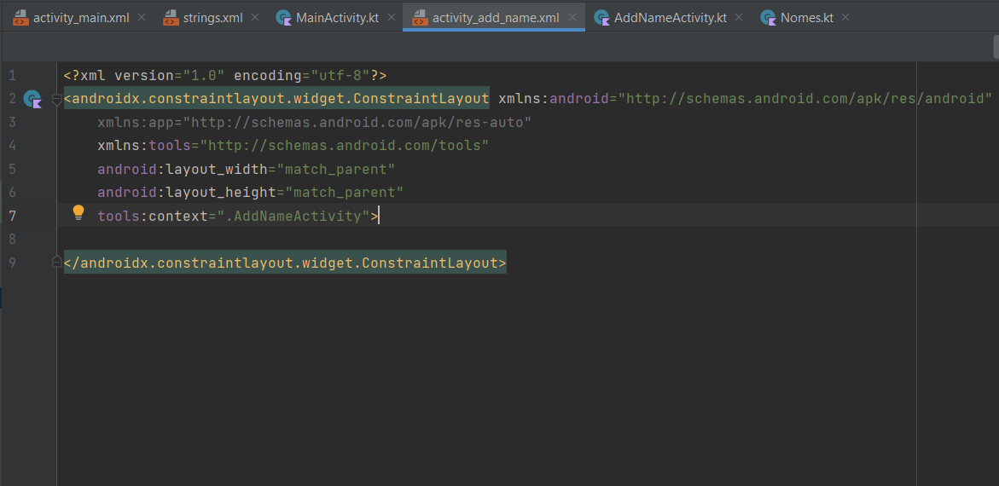 activity_main.xml strings.xml MainActivity.kt activity_add_name.xml AddNameActivity.kt Nomes.kt
1 <?xml version="1.0" encoding="utf-8"?>
2 <androidx.constraintlayout.widget.ConstraintLayout xmlns:android="http://schemas.android.com/apk/res/android"
3 xmlns:app="http://schemas.android.com/apk/res-auto"
4 xmlns:tools="http://schemas.android.com/tools"
5 android:layout_width="match_parent"
6 android:layout_height="match_parent"
7 tools:context=".AddNameActivity">
8
9 </androidx.constraintlayout.widget.ConstraintLayout>